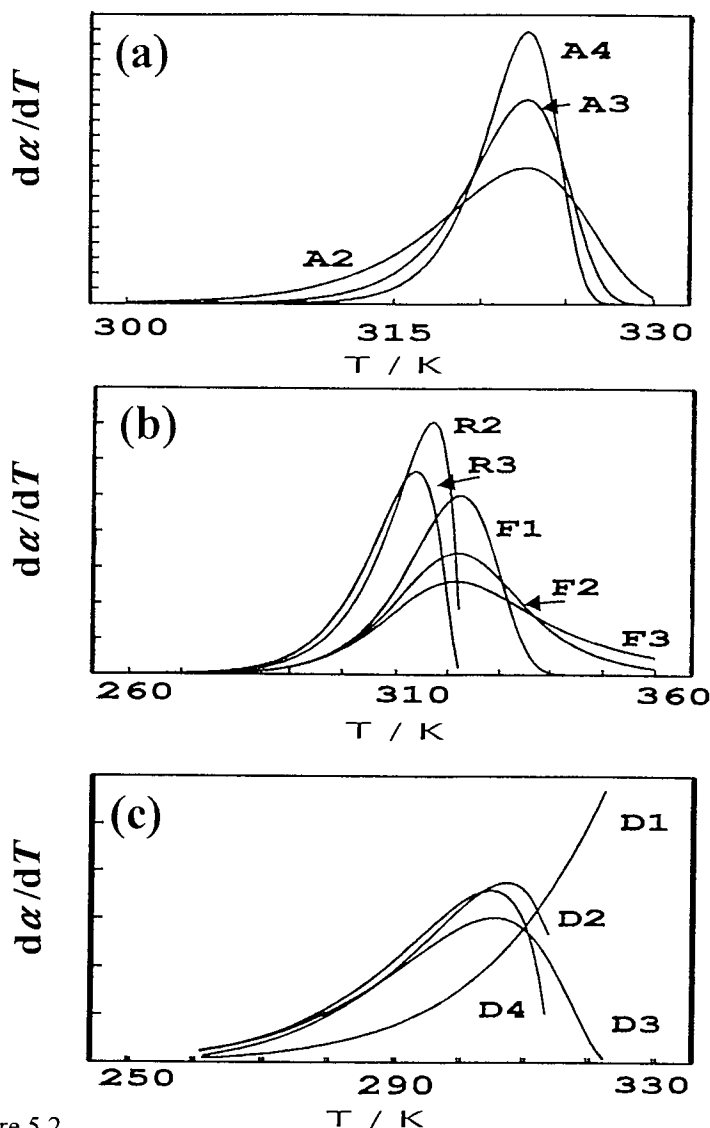 (a)
A4
A3
A2
dα/dT
300 315 330
T / K
(b)
R2
R3
F1
F2
F3
dα/dT
260 310 360
T / K
(c)
D1
D2
D4 D3
dα/dT
250 290 330
T / K
5.2